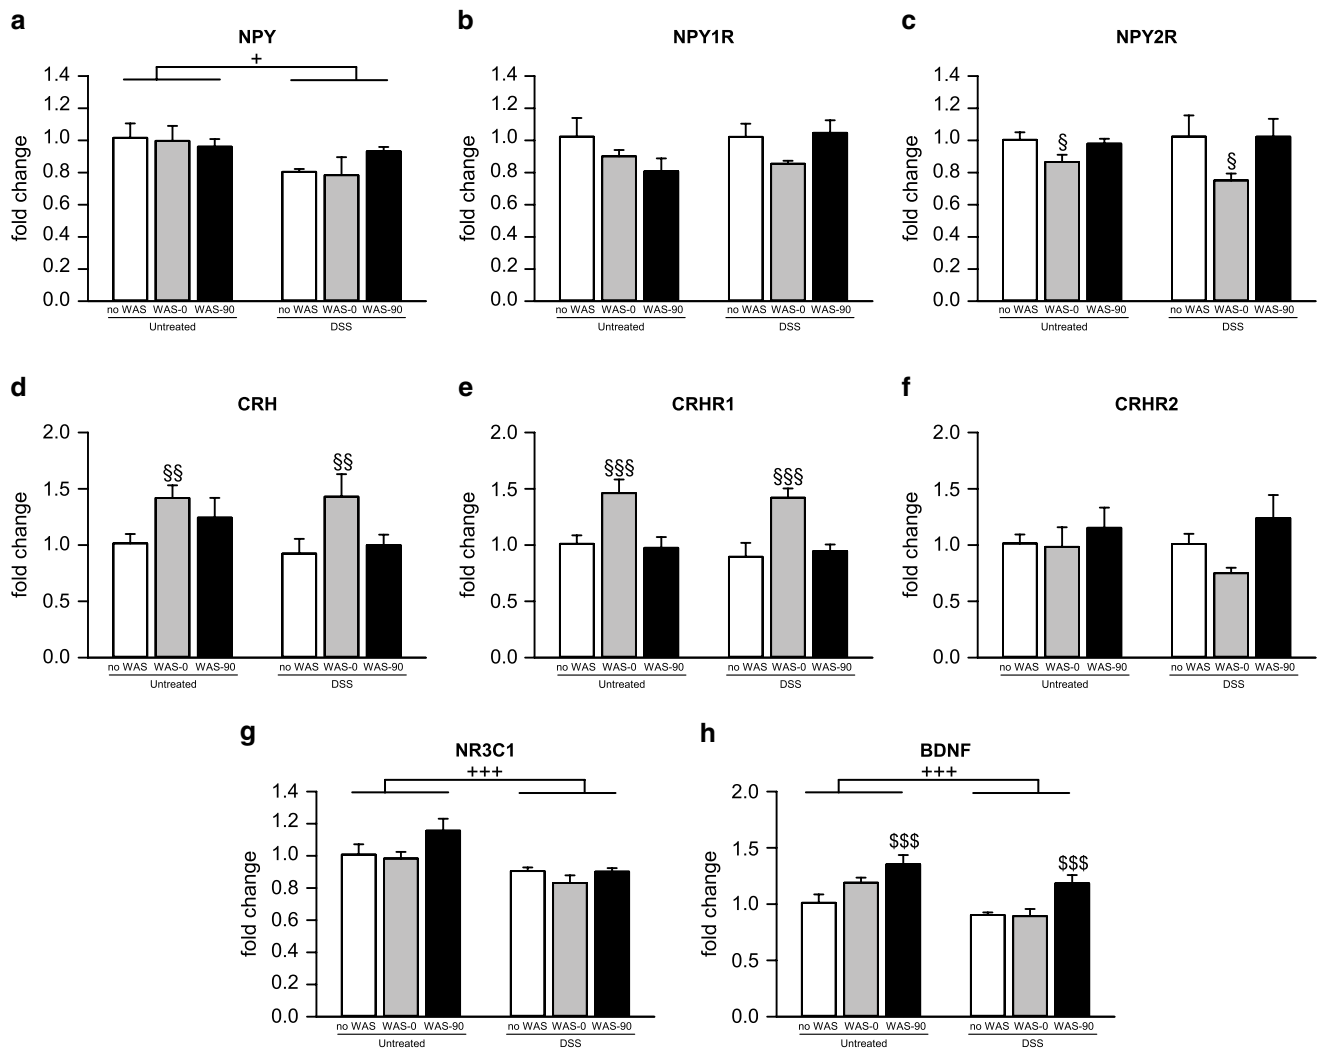 a
NPY
+
fold change
1.4
1.2
1.0
0.8
0.6
0.4
0.2
0.0
no WAS WAS-0 WAS-90 no WAS WAS-0 WAS-90
Untreated DSS
b
NPY1R
fold change
1.4
1.2
1.0
0.8
0.6
0.4
0.2
0.0
no WAS WAS-0 WAS-90 no WAS WAS-0 WAS-90
Untreated DSS
c
NPY2R
fold change
1.4
1.2
1.0
0.8
0.6
0.4
0.2
0.0
§ §
no WAS WAS-0 WAS-90 no WAS WAS-0 WAS-90
Untreated DSS
d
CRH
fold change
2.0
1.5
1.0
0.5
0.0
§§ §§
no WAS WAS-0 WAS-90 no WAS WAS-0 WAS-90
Untreated DSS
e
CRHR1
fold change
2.0
1.5
1.0
0.5
0.0
§§§ §§§
no WAS WAS-0 WAS-90 no WAS WAS-0 WAS-90
Untreated DSS
f
CRHR2
fold change
2.0
1.5
1.0
0.5
0.0
no WAS WAS-0 WAS-90 no WAS WAS-0 WAS-90
Untreated DSS
g
NR3C1
+++
fold change
1.4
1.2
1.0
0.8
0.6
0.4
0.2
0.0
no WAS WAS-0 WAS-90 no WAS WAS-0 WAS-90
Untreated DSS
h
BDNF
+++
fold change
2.0
1.5
1.0
0.5
0.0
$$$ $$$
no WAS WAS-0 WAS-90 no WAS WAS-0 WAS-90
Untreated DSS